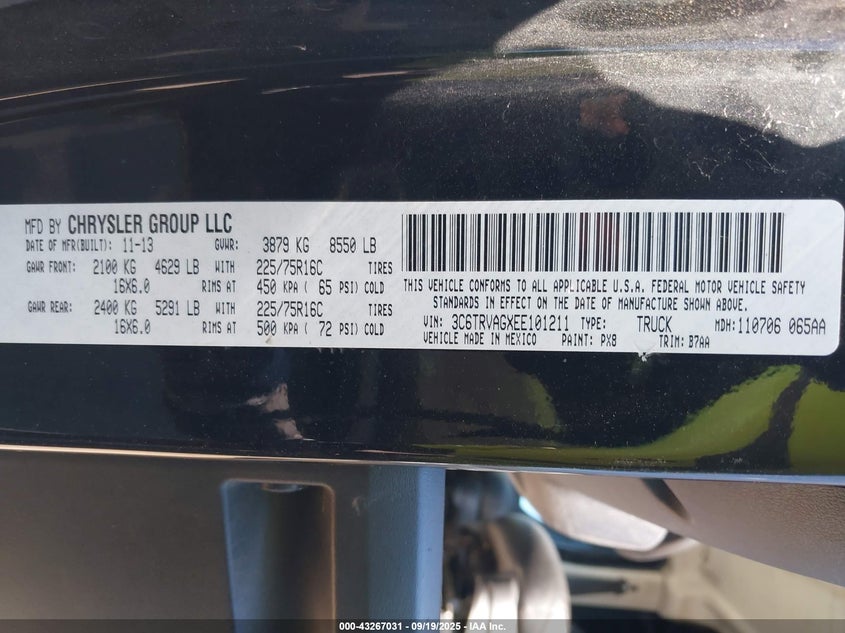 MFD BY CHRYSLER GROUP LLC
DATE OF MFR(BUILT): 11-13 GVWR: 3879 KG 8550 LB
GAWR FRONT: 2100 KG 4629 LB WITH 225/75R16C TIRES
16X6.0 RIMS AT 450 KPA ( 65 PSI) COLD
GAWR REAR: 2400 KG 5291 LB WITH 225/75R16C TIRES
16X6.0 RIMS AT 500 KPA ( 72 PSI) COLD
THIS VEHICLE CONFORMS TO ALL APPLICABLE U.S.A. FEDERAL MOTOR VEHICLE SAFETY
STANDARDS IN EFFECT ON THE DATE OF MANUFACTURE SHOWN ABOVE.
VIN: 3C6TRVAGXEE101211 TYPE: TRUCK MDH: 110706 065AA
VEHICLE MADE IN MEXICO PAINT: PX8 TRIM: B7AA
000-43267031 - 09/19/2025 - IAA Inc.